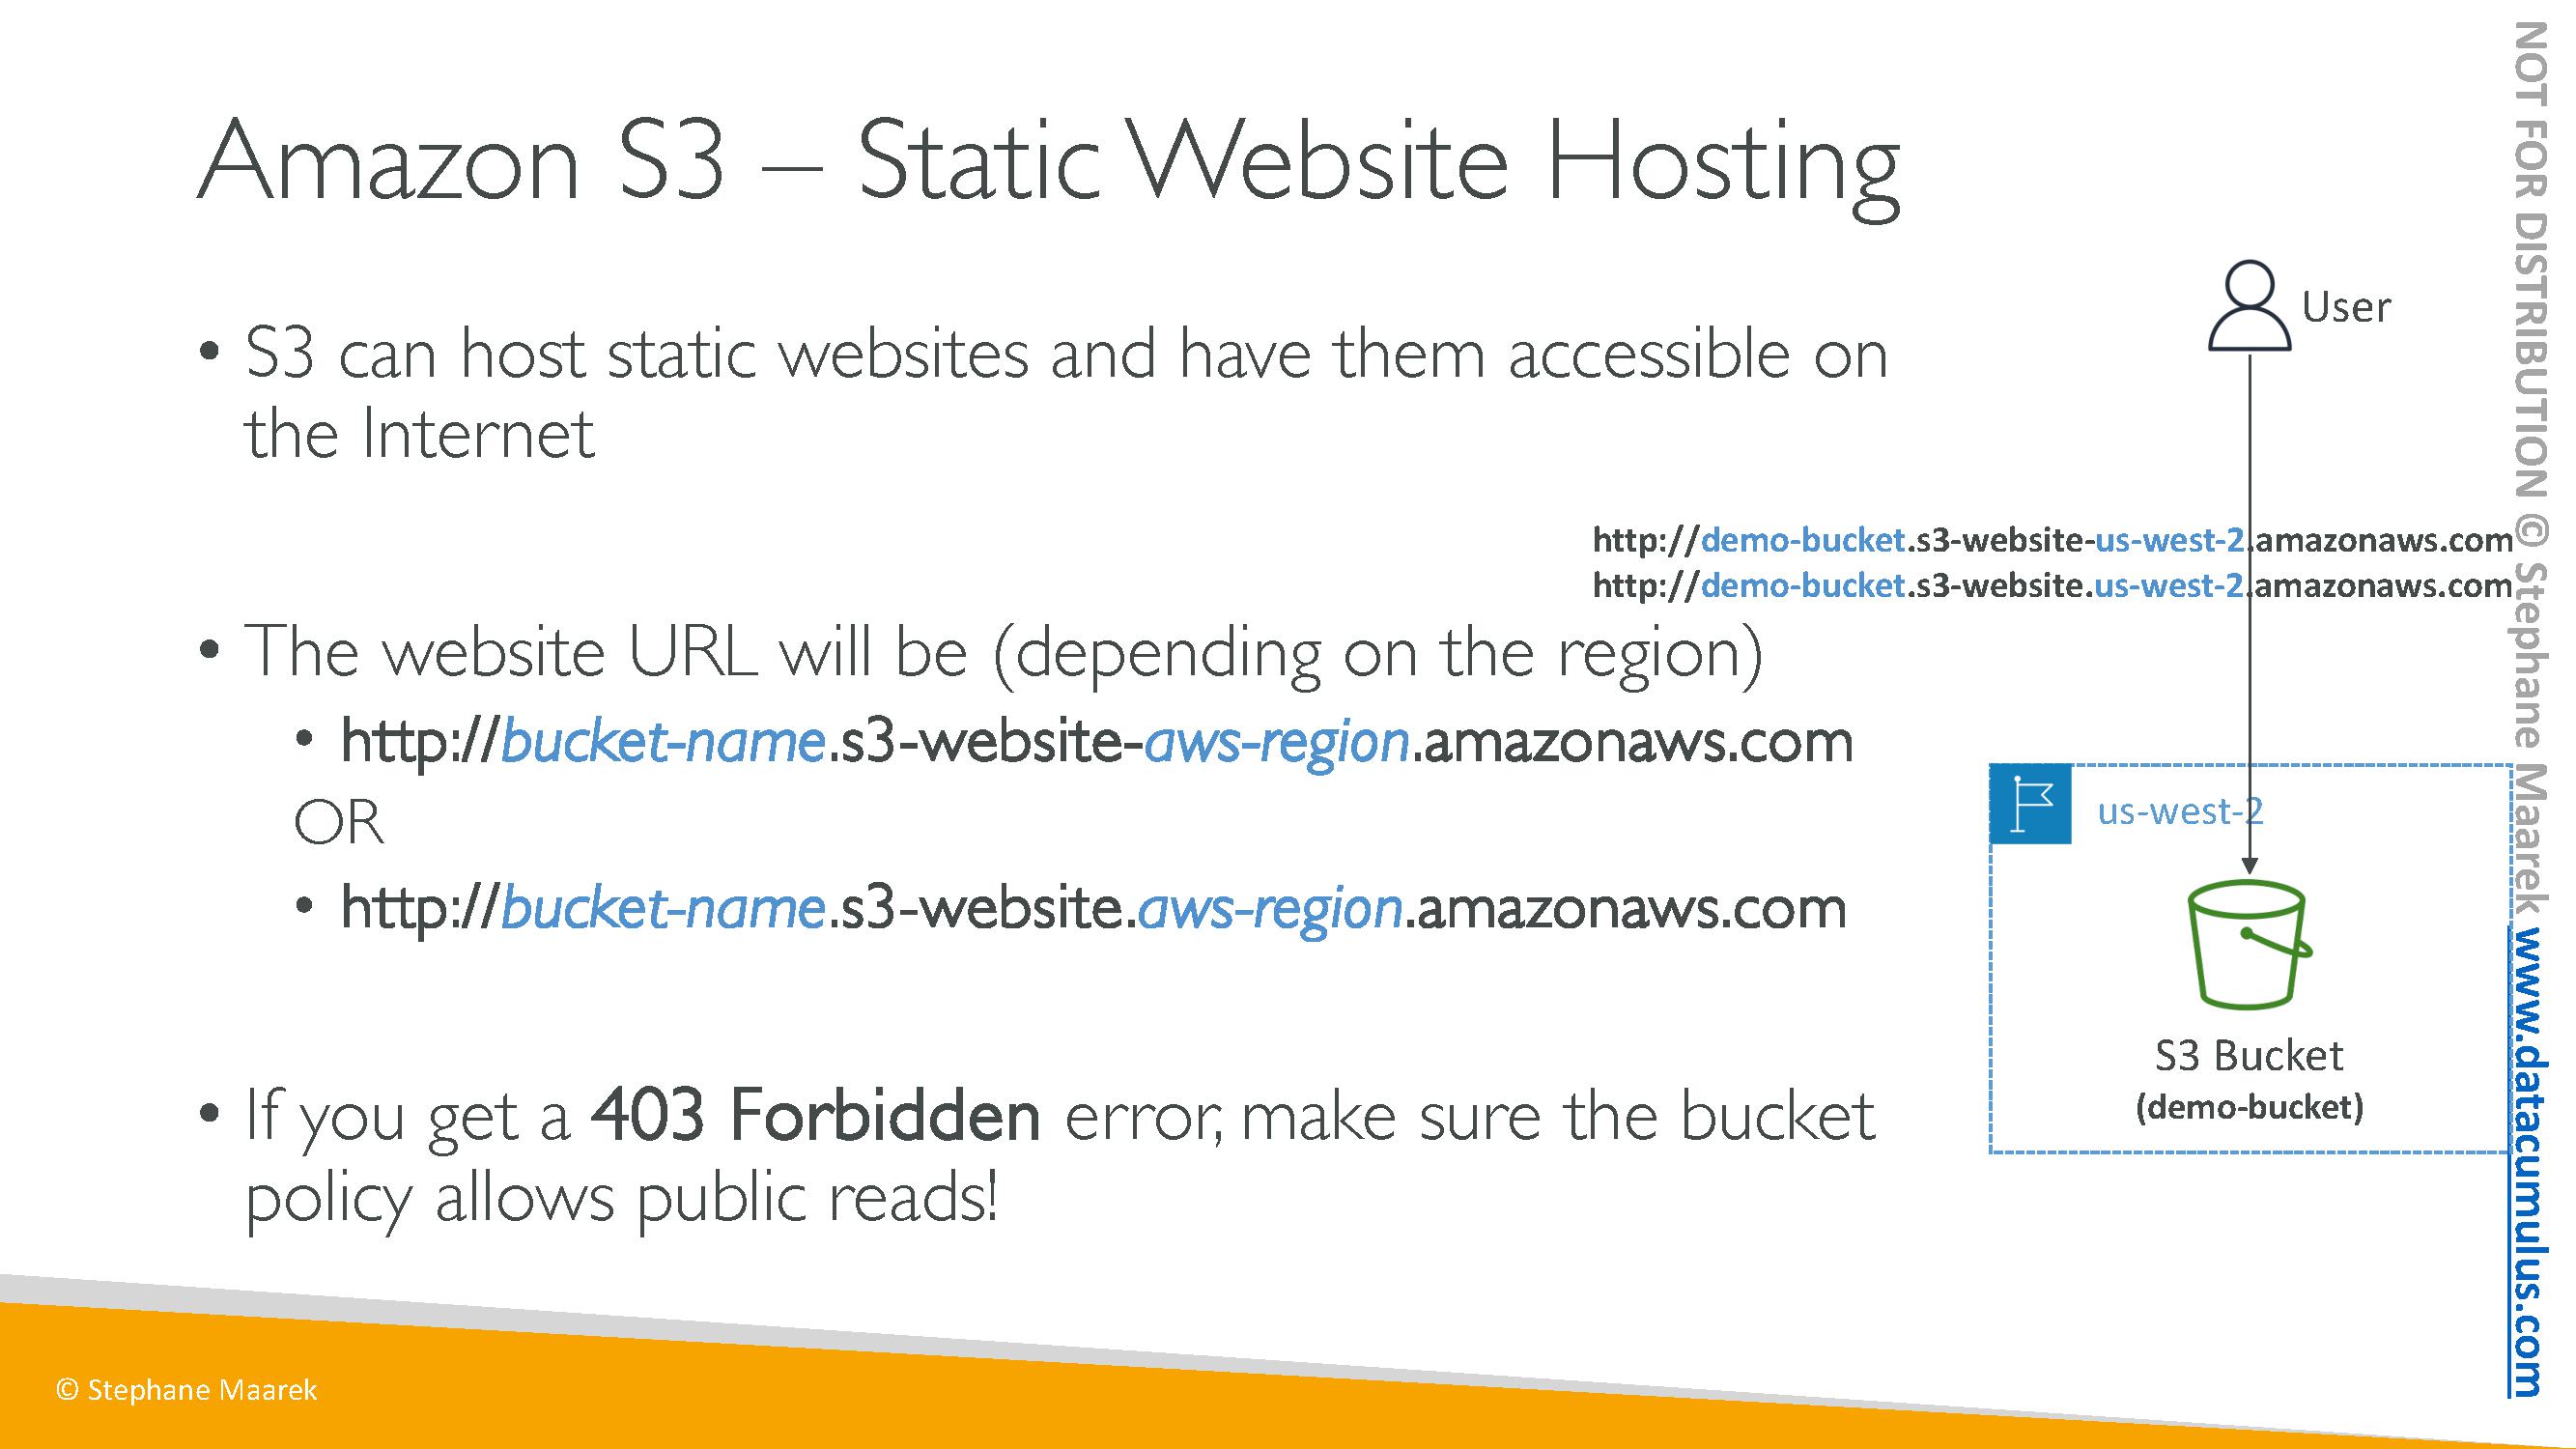 Amazon S3 – Static Website Hosting
• S3 can host static websites and have them accessible on
the Internet
• The website URL will be (depending on the region)
• http://bucket-name.s3-website-aws-region.amazonaws.com
OR
• http://bucket-name.s3-website.aws-region.amazonaws.com
• If you get a 403 Forbidden error, make sure the bucket
policy allows public reads!
User
http://demo-bucket.s3-website-us-west-2.amazonaws.com
http://demo-bucket.s3-website.us-west-2.amazonaws.com
us-west-2
S3 Bucket
(demo-bucket)
© Stephane Maarek
NOT FOR DISTRIBUTION © Stephane Maarek www.datacumulus.com